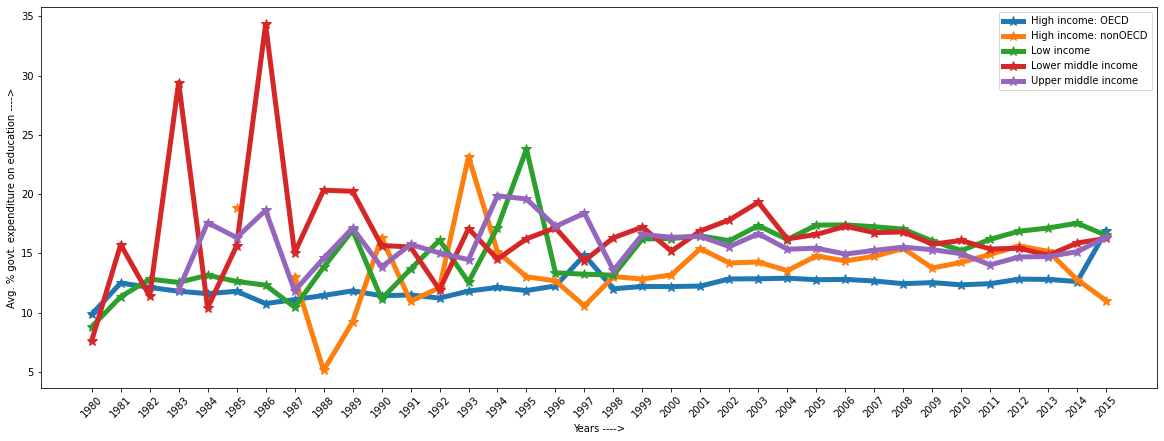 35
30
25
20
15
10
5
Avg. % govt. expenditure on education ---->
High income: OECD
High income: nonOECD
Low income
Lower middle income
Upper middle income
1980 1981 1982 1983 1984 1985 1986 1987 1988 1989 1990 1991 1992 1993 1994 1995 1996 1997 1998 1999 2000 2001 2002 2003 2004 2005 2006 2007 2008 2009 2010 2011 2012 2013 2014 2015
Years ---->